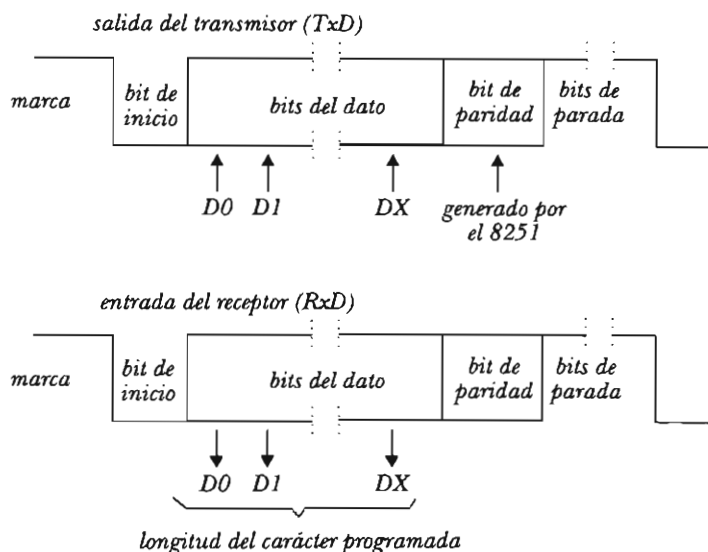 salida del transmisor (TxD)
marca
bit de
inicio
bits del dato
bit de
paridad
bits de
parada
D0
D1
DX
generado por
el 8251
entrada del receptor (RxD)
marca
bit de
inicio
bits del dato
bit de
paridad
bits de
parada
D0
D1
DX
longitud del carácter programada